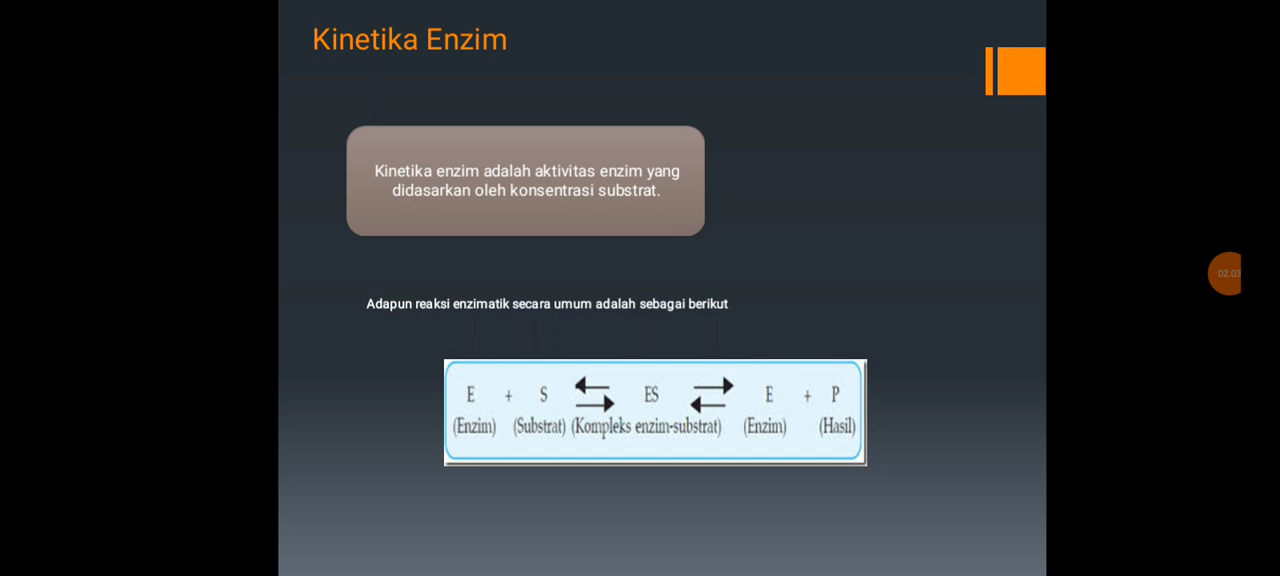 Kinetika Enzim
Kinetika enzim adalah aktivitas enzim yang
didasarkan oleh konsentrasi substrat.
02.03
Adapun reaksi enzimatik secara umum adalah sebagai berikut
E + S ES E + P
(Enzim) (Substrat) (Kompleks enzim-substrat) (Enzim) (Hasil)